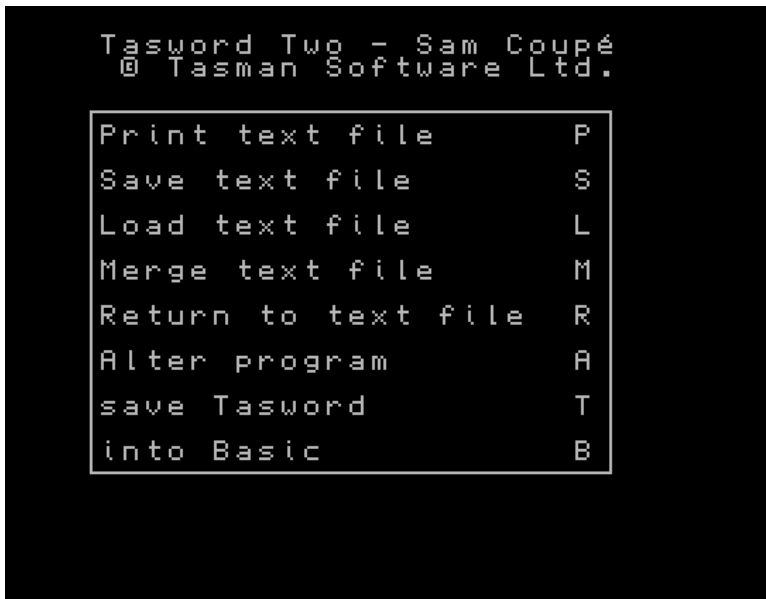 Tasword Two - Sam Coupé
© Tasman Software Ltd.
Print text file P
Save text file S
Load text file L
Merge text file M
Return to text file R
Alter program A
save Tasword T
into Basic B